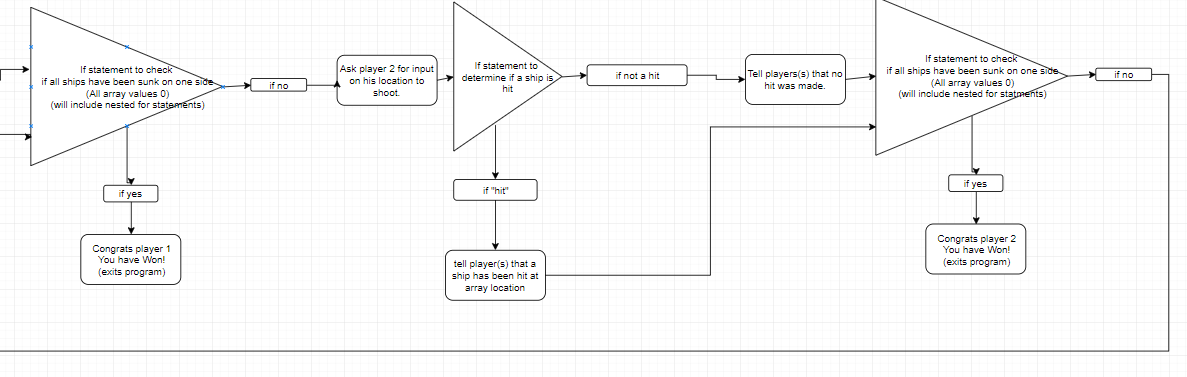 If statement to check
if all ships have been sunk on one side
(All array values 0)
(will include nested for statements)
if no
if yes
Congrats player 1
You have Won!
(exits program)
Ask player 2 for input
on his location to
shoot.
If statement to
determine if a ship is
hit
if not a hit
if "hit"
tell player(s) that a
ship has been hit at
array location
Tell players(s) that no
hit was made.
If statement to check
if all ships have been sunk on one side
(All array values 0)
(will include nested for statments)
if no
if yes
Congrats player 2
You have Won!
(exits program)